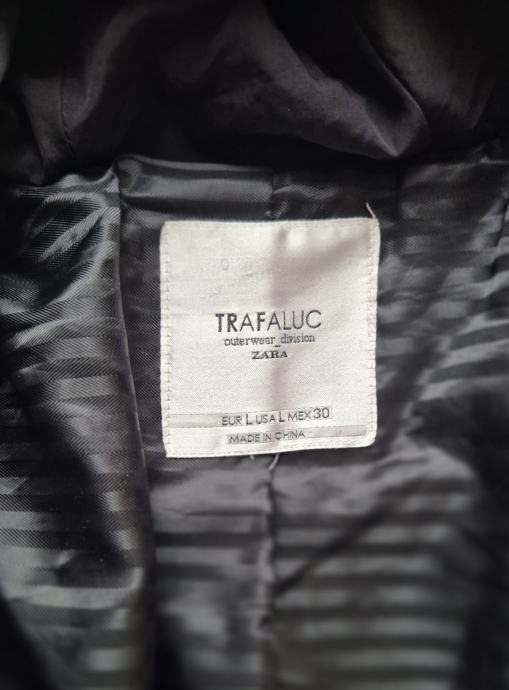 TRAFALUC
outerwear_division
ZARA
EUR L USA L MEX 30
MADE IN CHINA